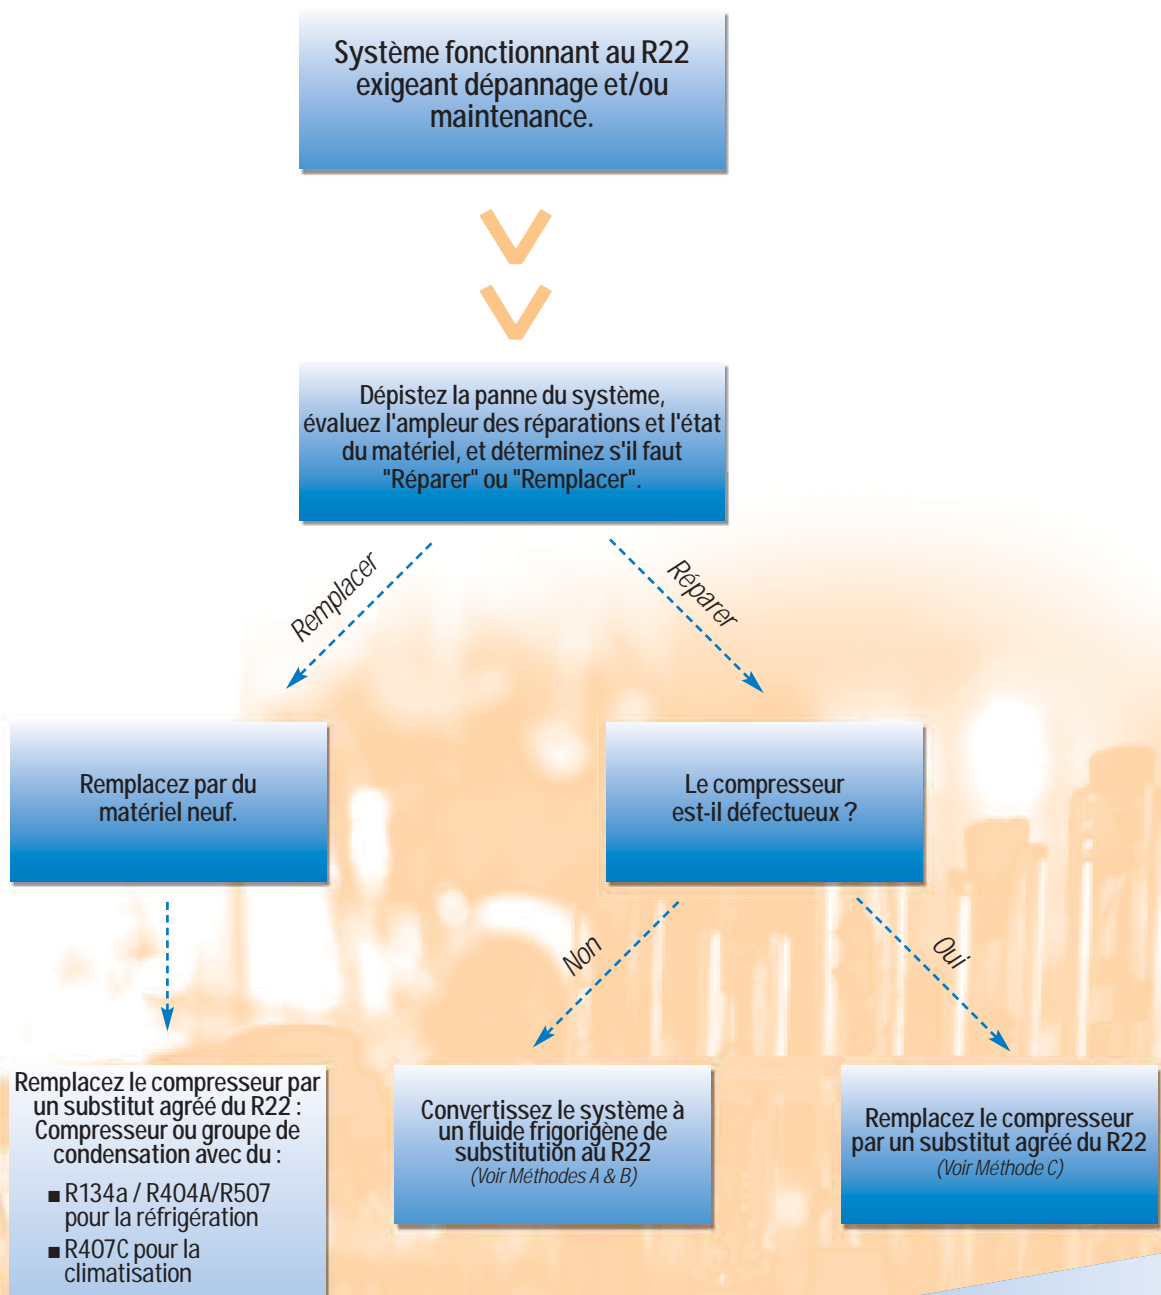 Système fonctionnant au R22
exigeant dépannage et/ou
maintenance.
Dépistez la panne du système,
évaluez l'ampleur des réparations et l'état
du matériel, et déterminez s'il faut
"Réparer" ou "Remplacer".
Remplacer
Réparer
Remplacez par du
matériel neuf.
Le compresseur
est-il défectueux ?
Non
Oui
Remplacez le compresseur par
un substitut agréé du R22 :
Compresseur ou groupe de
condensation avec du :
■ R134a / R404A/R507
pour la réfrigération
■ R407C pour la
climatisation
Convertissez le système à
un fluide frigorigène de
substitution au R22
(Voir Méthodes A & B)
Remplacez le compresseur
par un substitut agréé du R22
(Voir Méthode C)